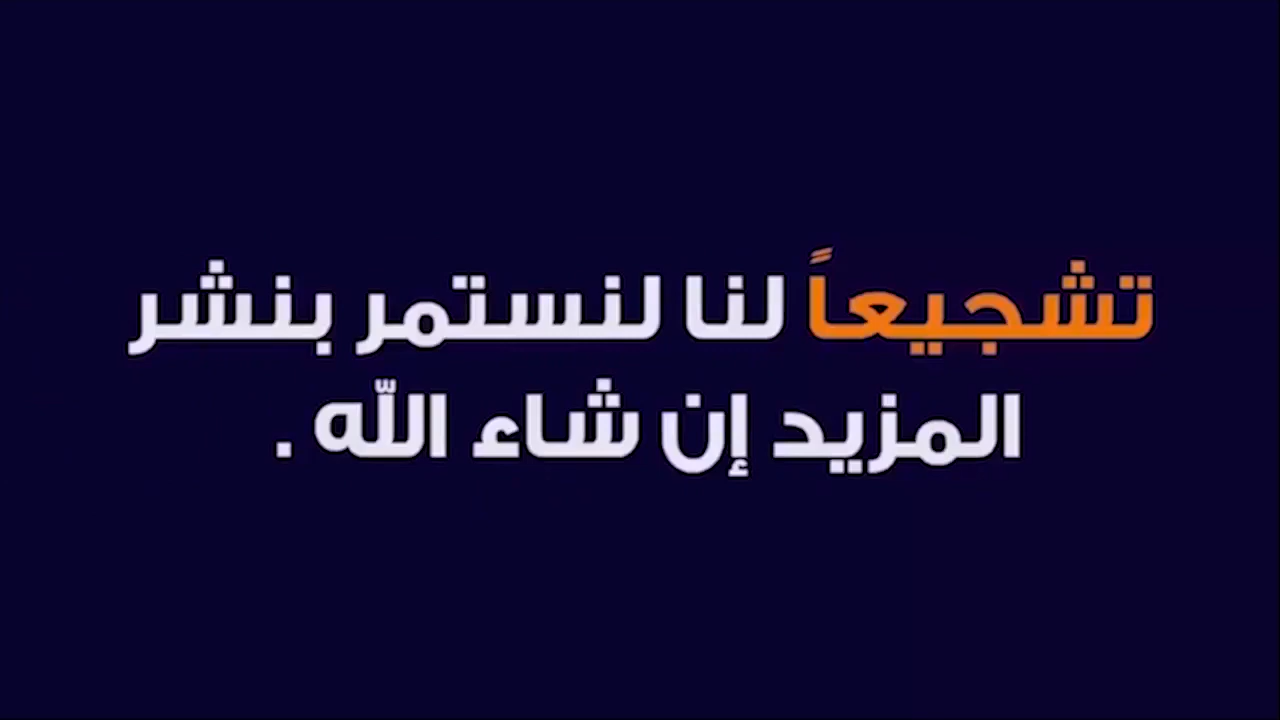 تشجيعاً لنا لنستمر بنشر
المزيد إن شاء اللّه .